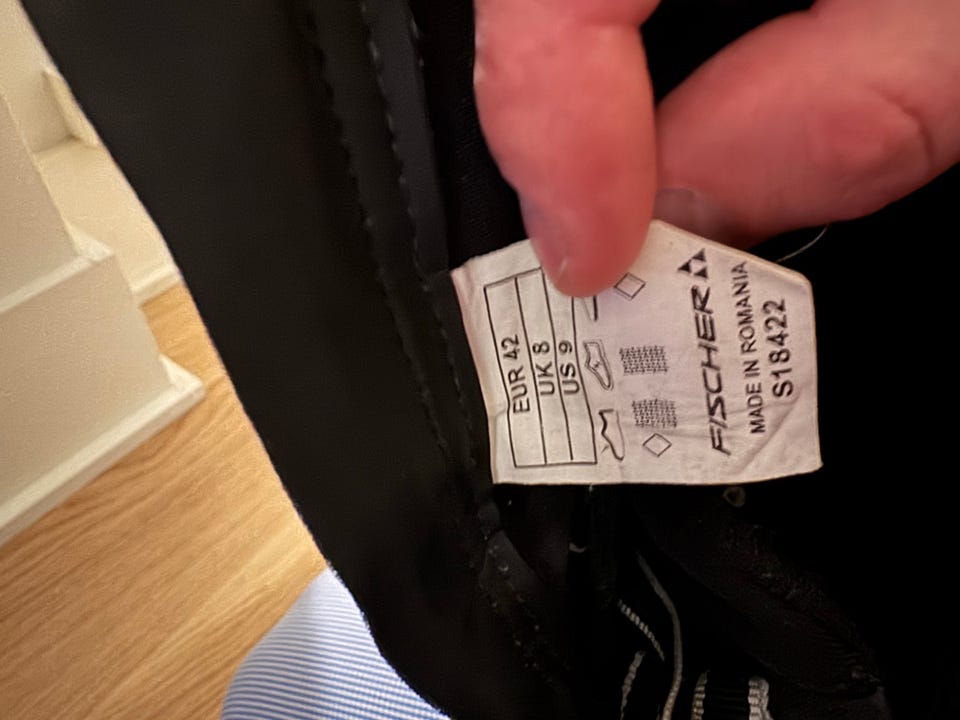 EUR 42
UK 8
US 9
FISCHER
MADE IN ROMANIA
S18422